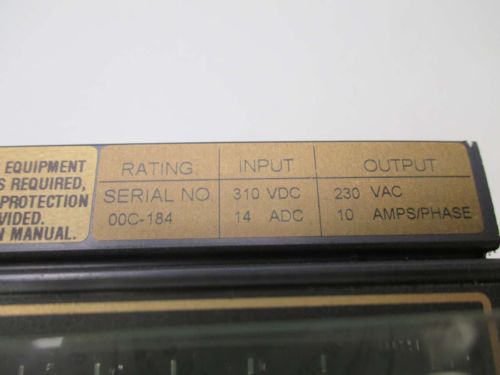 EQUIPMENT
S REQUIRED,
PROTECTION
VIDED.
N MANUAL.
RATING: INPUT OUTPUT
SERIAL NO. 310 VDC 230 VAC
00C-184 14 ADC 10 AMPS/PHASE